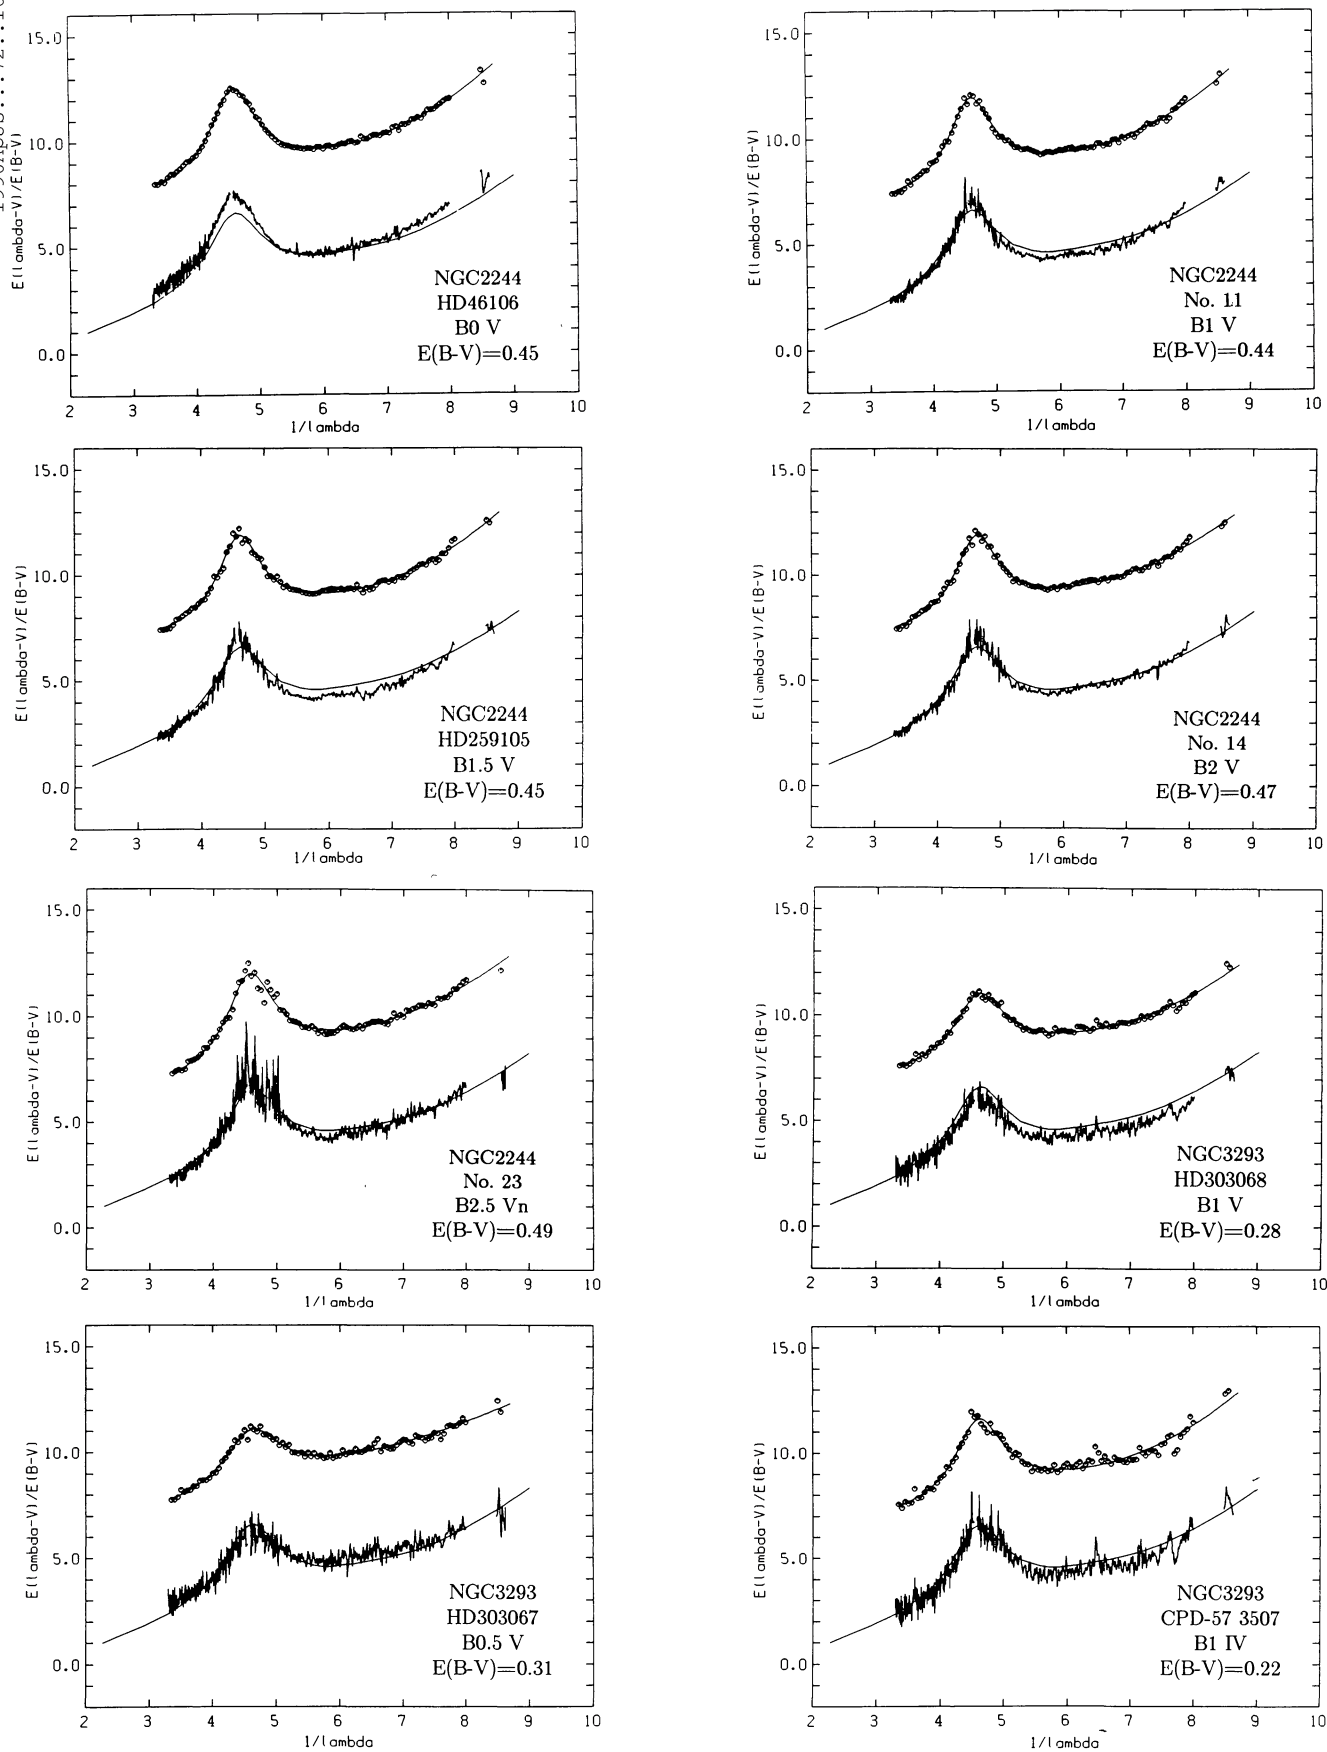 15.0
10.0
5.0
0.0
E(lambda-V)/E(B-V)
NGC2244
HD46106
B0 V
E(B-V)=0.45
2 3 4 5 6 7 8 9 10
1/lambda
15.0
10.0
5.0
0.0
E(lambda-V)/E(B-V)
NGC2244
No. 11
B1 V
E(B-V)=0.44
2 3 4 5 6 7 8 9 10
1/lambda
15.0
10.0
5.0
0.0
E(lambda-V)/E(B-V)
NGC2244
HD259105
B1.5 V
E(B-V)=0.45
2 3 4 5 6 7 8 9 10
1/lambda
15.0
10.0
5.0
0.0
E(lambda-V)/E(B-V)
NGC2244
No. 14
B2 V
E(B-V)=0.47
2 3 4 5 6 7 8 9 10
1/lambda
15.0
10.0
5.0
0.0
E(lambda-V)/E(B-V)
NGC2244
No. 23
B2.5 Vn
E(B-V)=0.49
2 3 4 5 6 7 8 9 10
1/lambda
15.0
10.0
5.0
0.0
E(lambda-V)/E(B-V)
NGC3293
HD303068
B1 V
E(B-V)=0.28
2 3 4 5 6 7 8 9 10
1/lambda
15.0
10.0
5.0
0.0
E(lambda-V)/E(B-V)
NGC3293
HD303067
B0.5 V
E(B-V)=0.31
2 3 4 5 6 7 8 9 10
1/lambda
15.0
10.0
5.0
0.0
E(lambda-V)/E(B-V)
NGC3293
CPD-57 3507
B1 IV
E(B-V)=0.22
2 3 4 5 6 7 8 9 10
1/lambda